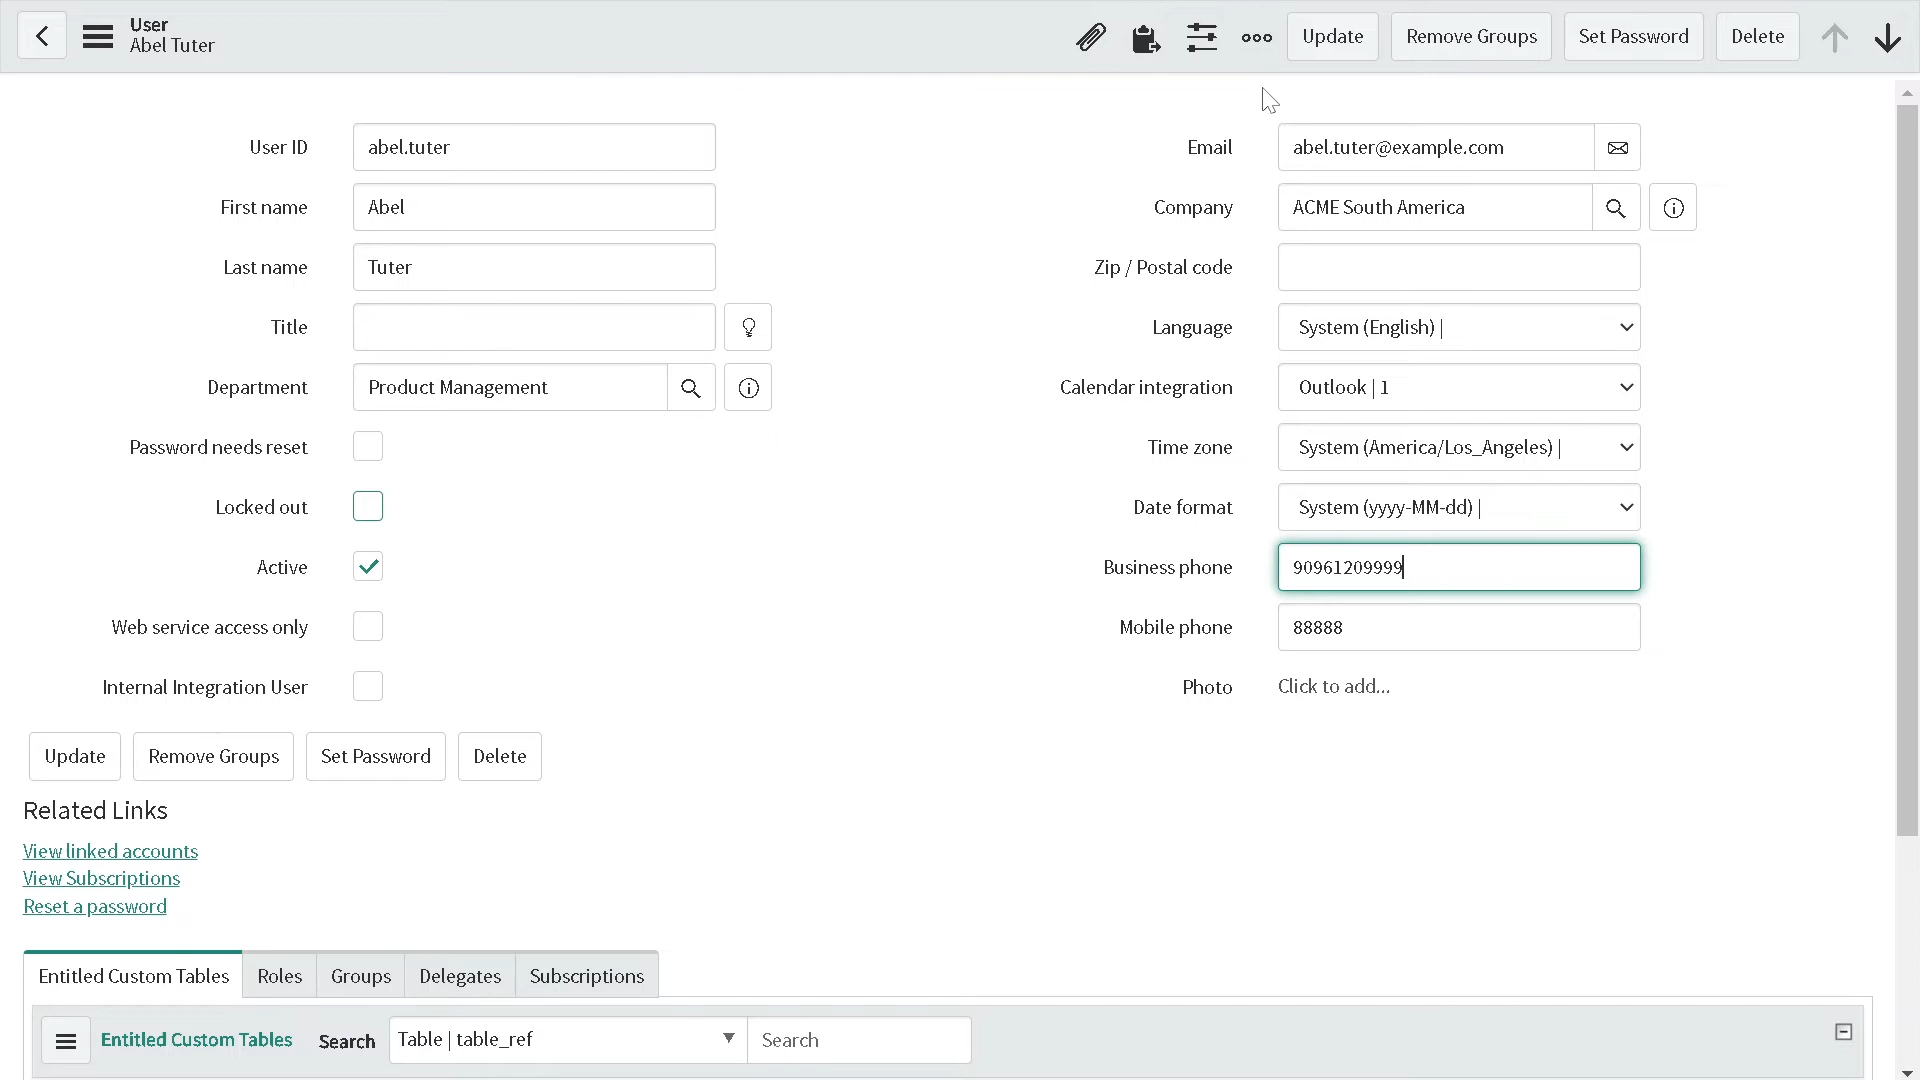 User
Abel Tuter
Update
Remove Groups
Set Password
Delete
User ID
abel.tuter
First name
Abel
Last name
Tuter
Title
Department
Product Management
Password needs reset
Locked out
Active
Web service access only
Internal Integration User
Email
abel.tuter@example.com
Company
ACME South America
Zip / Postal code
Language
System (English) |
Calendar integration
Outlook | 1
Time zone
System (America/Los_Angeles) |
Date format
System (yyyy-MM-dd) |
Business phone
90961209999
Mobile phone
88888
Photo
Click to add...
Update
Remove Groups
Set Password
Delete
Related Links
View linked accounts
View Subscriptions
Reset a password
Entitled Custom Tables
Roles
Groups
Delegates
Subscriptions
Entitled Custom Tables
Search
Table | table_ref
Search